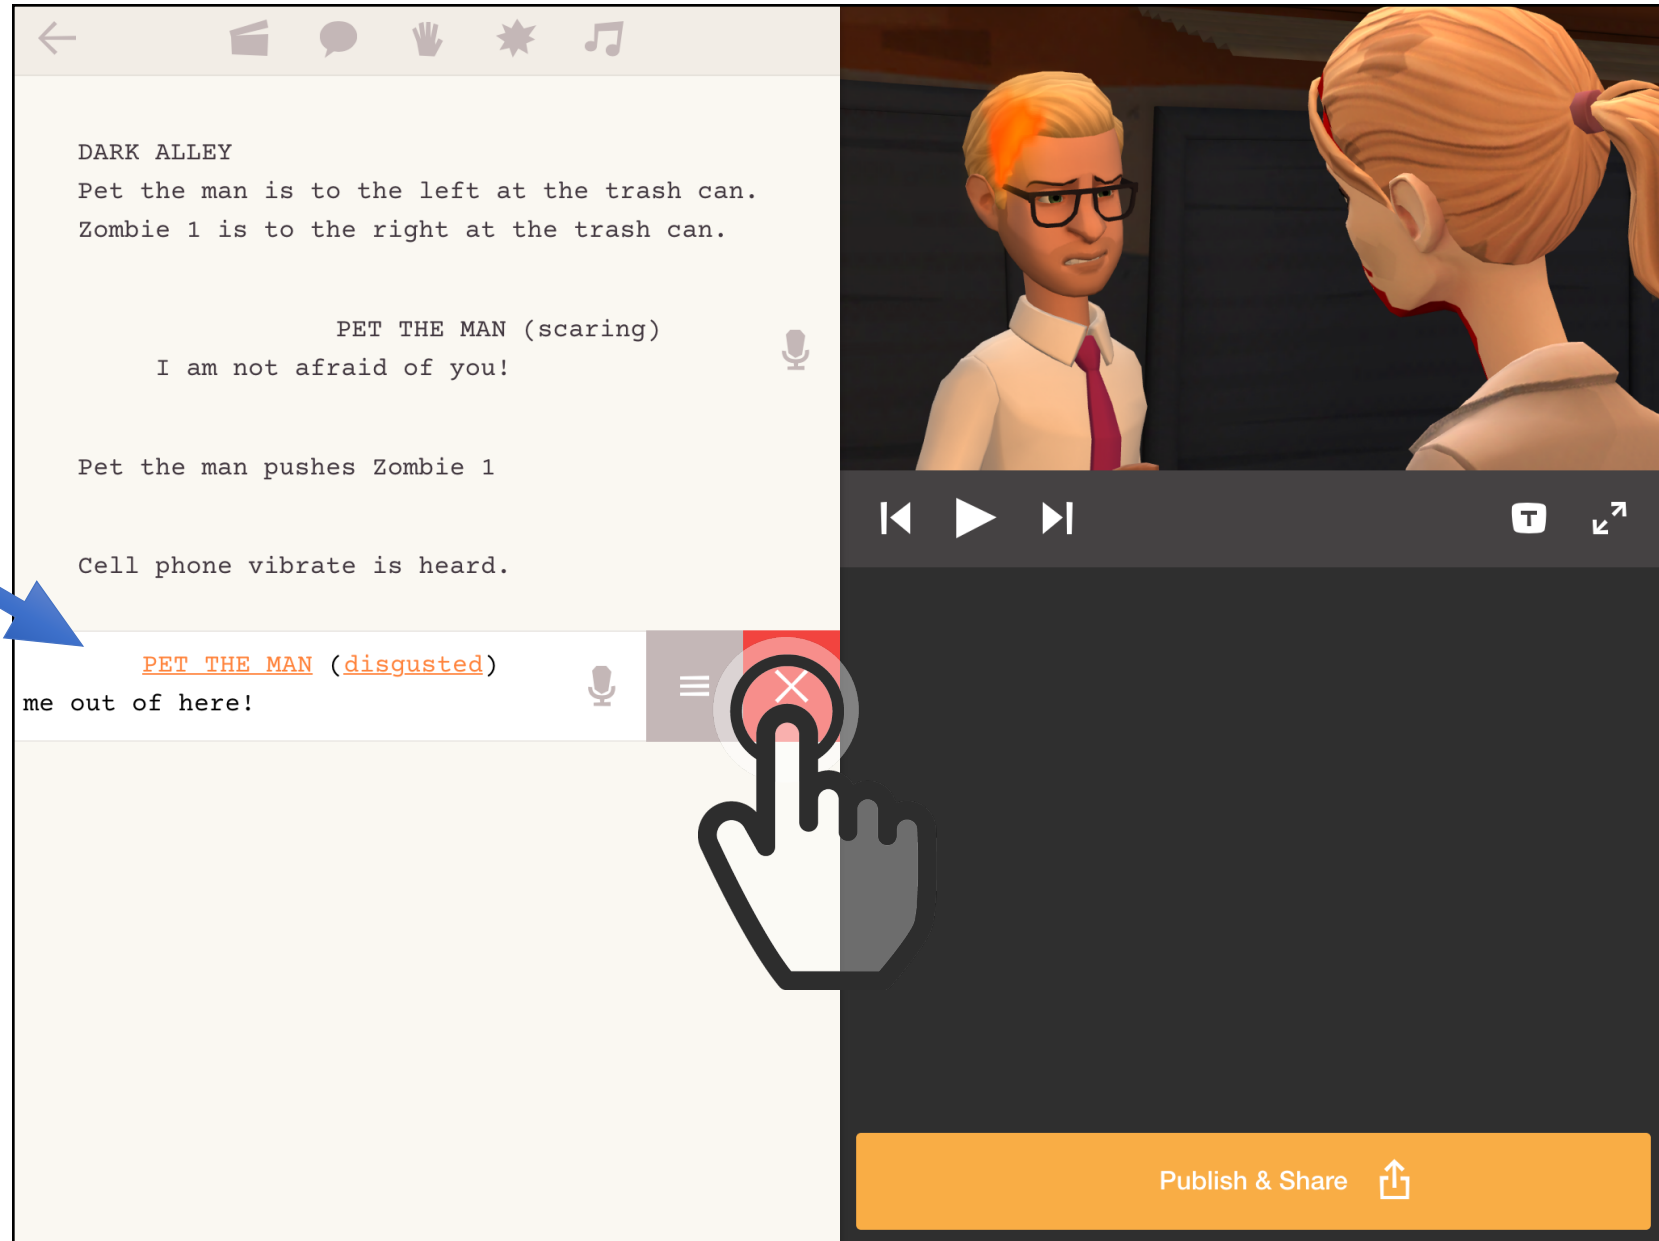 DARK ALLEY
Pet the man is to the left at the trash can.
Zombie 1 is to the right at the trash can.
PET THE MAN (scaring)
I am not afraid of you!
Pet the man pushes Zombie 1
Cell phone vibrate is heard.
PET THE MAN (disgusted)
me out of here!
T
Publish & Share